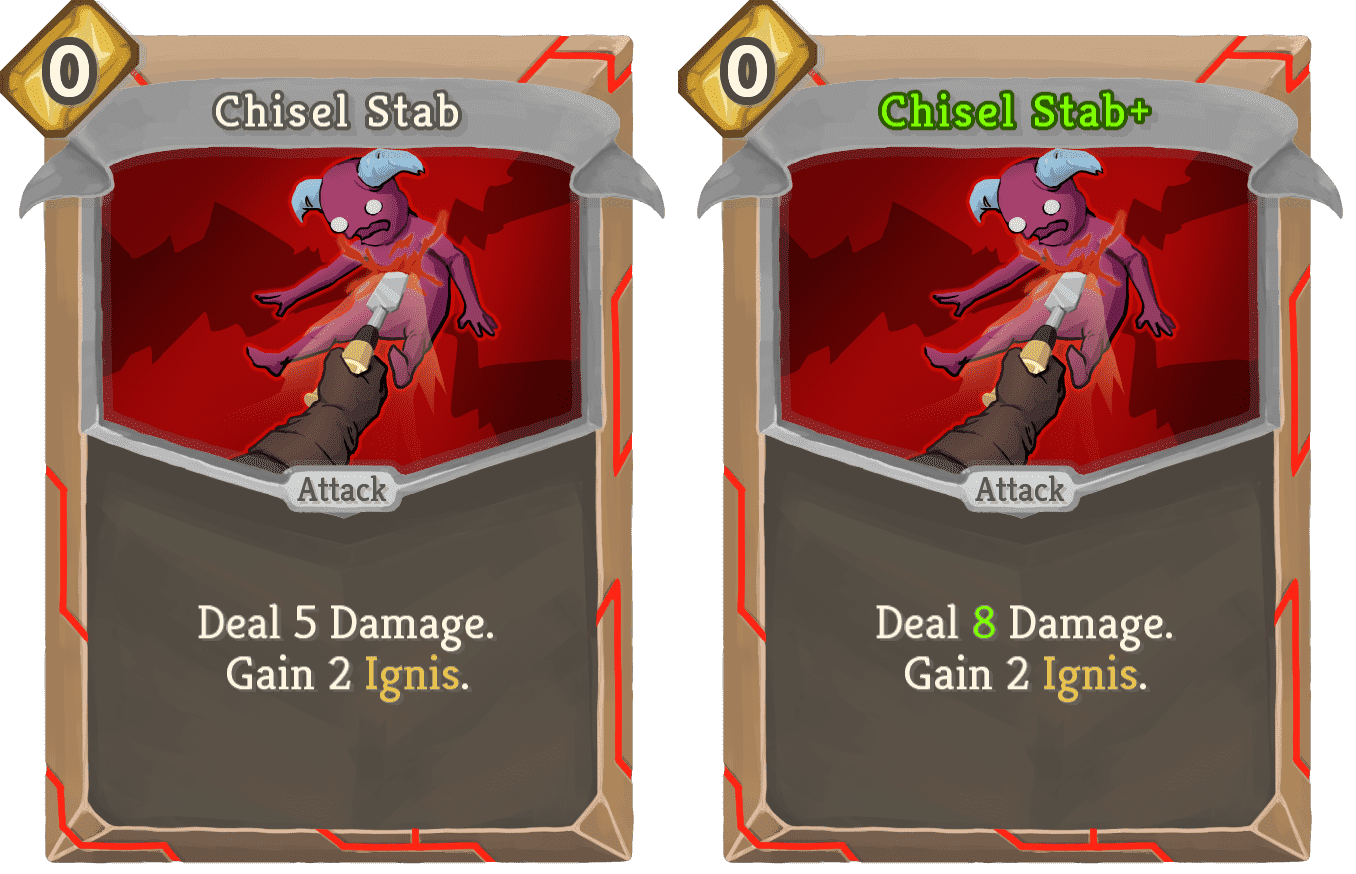 0
Chisel Stab
Attack
Deal 5 Damage.
Gain 2 Ignis.
0
Chisel Stab+
Attack
Deal 8 Damage.
Gain 2 Ignis.